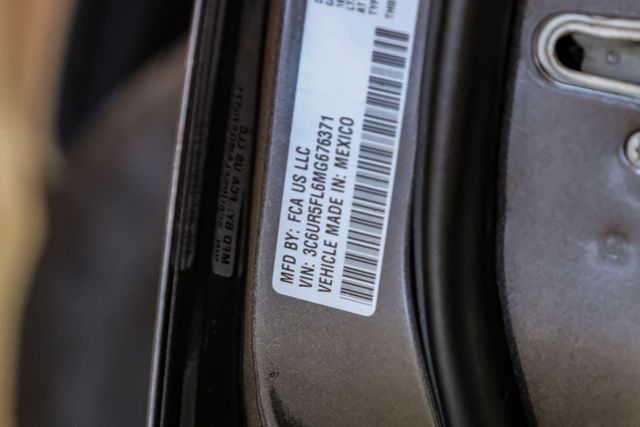 MFD BY: FCA US LLC
VIN: 3C6UR5FL6MG676371
VEHICLE MADE IN: MEXICO